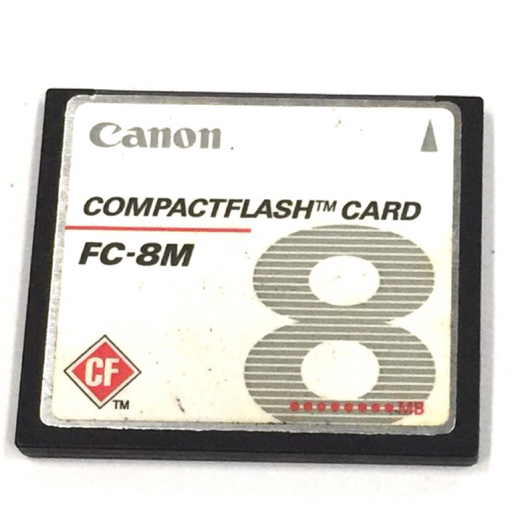 Canon
COMPACTFLASH™ CARD
FC-8M
8
CF
TM
MB